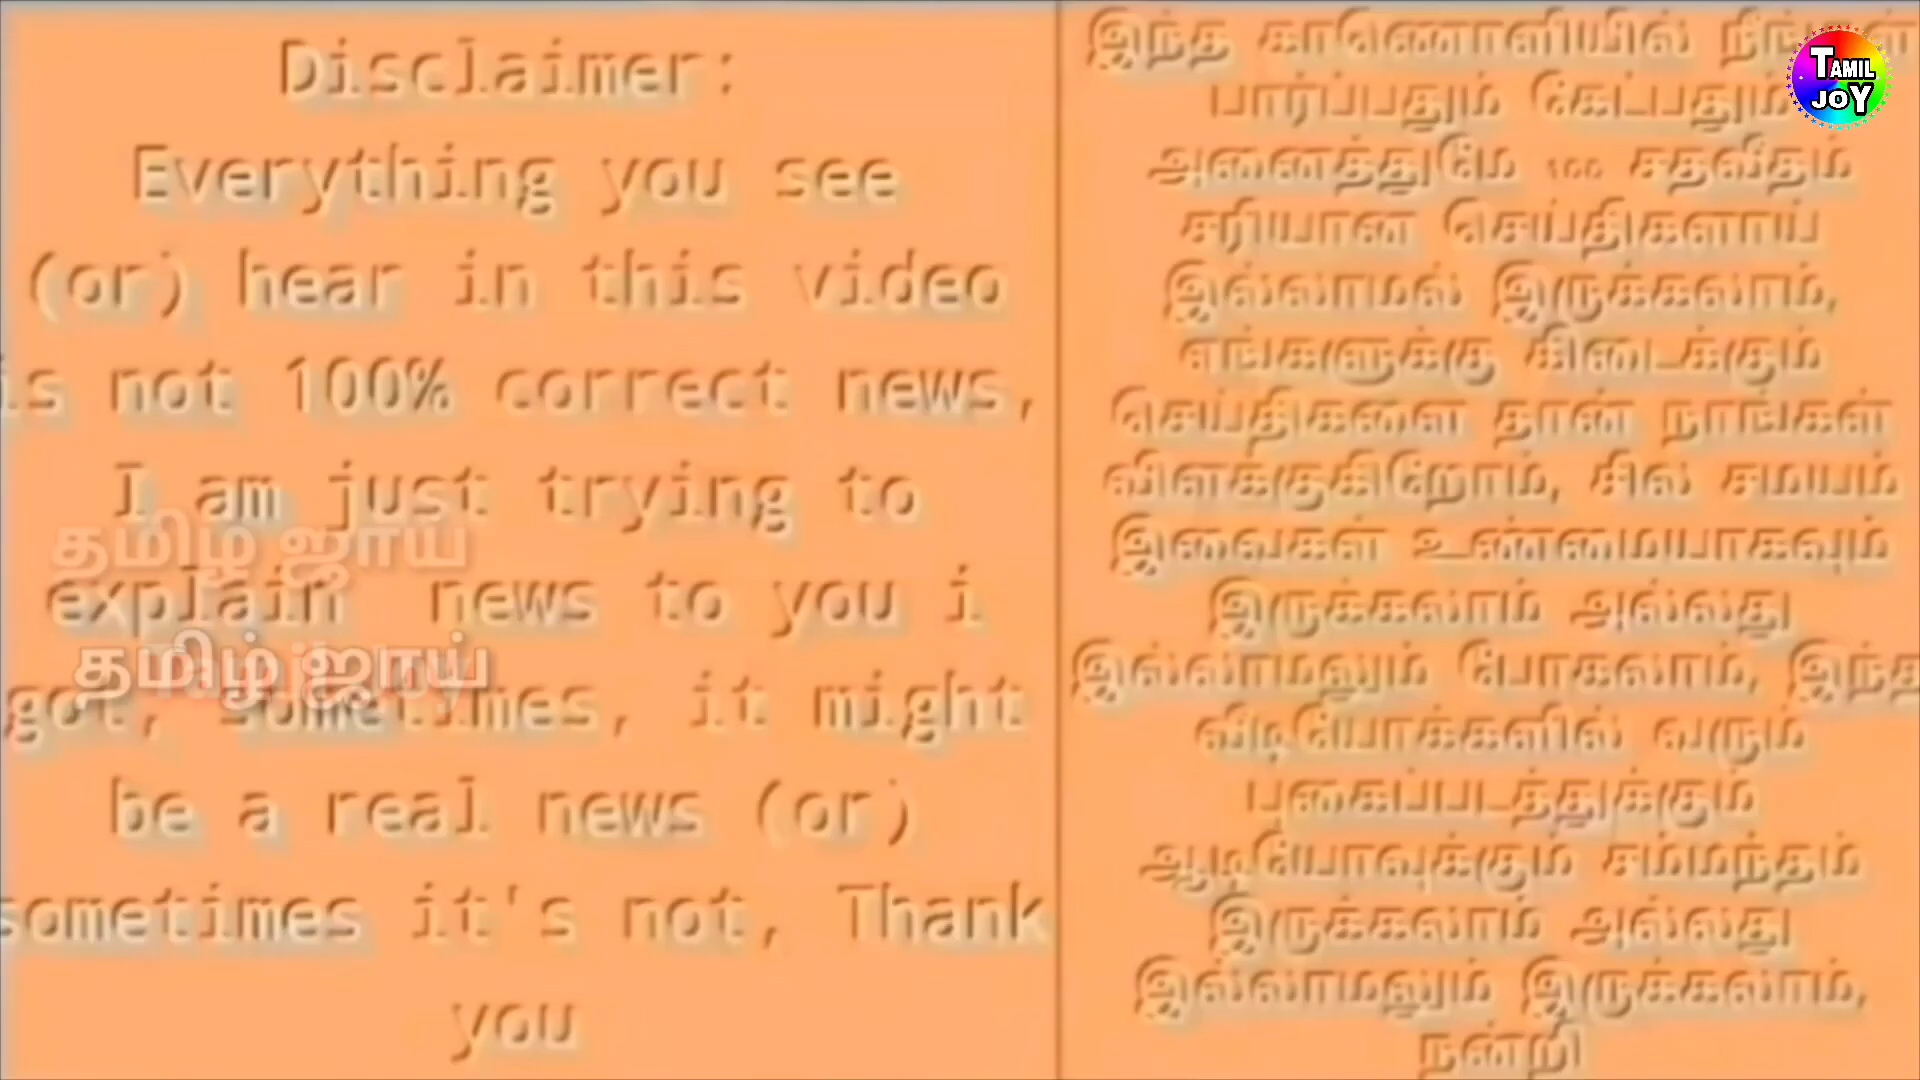 Disclaimer:
Everything you see
(or) hear in this video
is not 100% correct news,
I am just trying to
explain news to you i
got, sometimes, it might
be a real news (or)
sometimes it's not, Thank
you
தமிழ் ஜாய்
தமிழ் ஜாய்
இந்த காணொளியில் நீங்கள்
பார்ப்பதும் கேட்பதும்
அனைத்துமே 100 சதவீதம்
சரியான செய்திகளாய்
இல்லாமல் இருக்கலாம்,
எங்களுக்கு கிடைக்கும்
செய்திகளை தான் நாங்கள்
விளக்குகிறோம், சில சமயம்
இவைகள் உண்மையாகவும்
இருக்கலாம் அல்லது
இல்லாமலும் போகலாம், இந்த
வீடியோக்களில் வரும்
புகைப்படத்துக்கும்
ஆடியோவுக்கும் சம்மந்தம்
இருக்கலாம் அல்லது
இல்லாமலும் இருக்கலாம்,
நன்றி
TAMIL
JOY